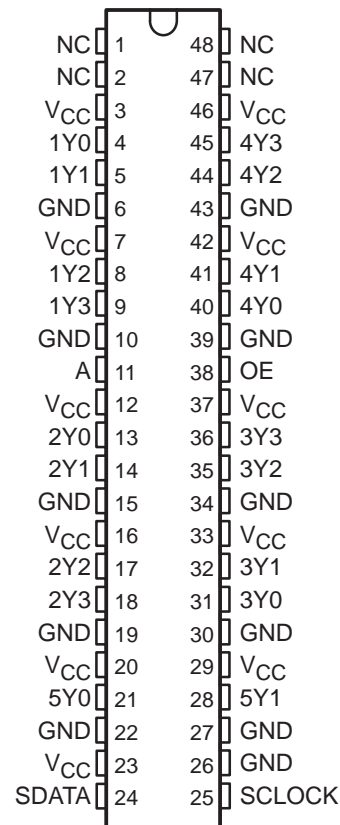 NC 1 48 NC
NC 2 47 NC
VCC 3 46 VCC
1Y0 4 45 4Y3
1Y1 5 44 4Y2
GND 6 43 GND
VCC 7 42 VCC
1Y2 8 41 4Y1
1Y3 9 40 4Y0
GND 10 39 GND
A 11 38 OE
VCC 12 37 VCC
2Y0 13 36 3Y3
2Y1 14 35 3Y2
GND 15 34 GND
VCC 16 33 VCC
2Y2 17 32 3Y1
2Y3 18 31 3Y0
GND 19 30 GND
VCC 20 29 VCC
5Y0 21 28 5Y1
GND 22 27 GND
VCC 23 26 GND
SDATA 24 25 SCLOCK